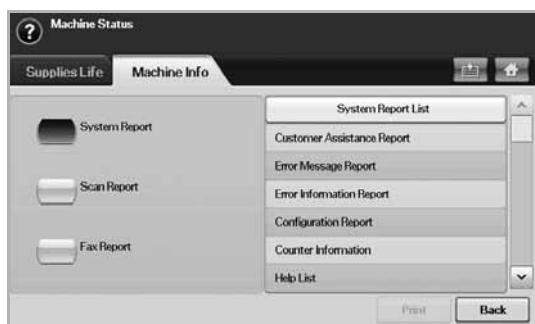 ?
Machine Status
Supplies Life
Machine Info
System Report
Scan Report
Fax Report
System Report List
Customer Assistance Report
Error Message Report
Error Information Report
Configuration Report
Counter Information
Help List
Print
Back